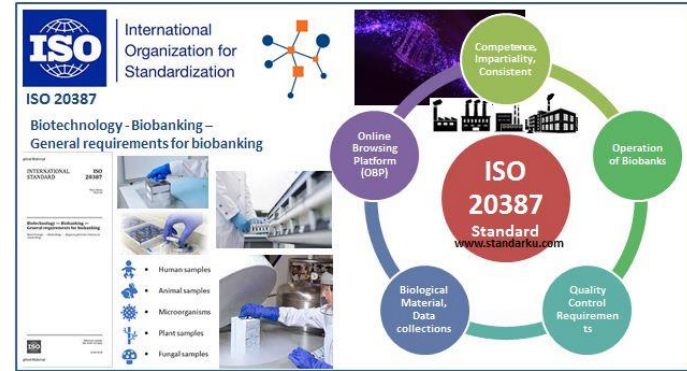 ISO
International
Organization for
Standardization
ISO 20387
Biotechnology - Biobanking –
General requirements for biobanking
INTERNATIONAL
STANDARD
ISO
20387
Biotechnology — Biobanking —
General requirements for biobanking
ISO
• Human samples
• Animal samples
• Microorganisms
• Plant samples
• Fungal samples
Competence,
Impartiality,
Consistent
Operation
of Biobanks
Quality
Control
Requiremen
ts
Biological
Material,
Data
collections
Online
Browsing
Platform
(OBP)
ISO
20387
Standard
www.standarku.com